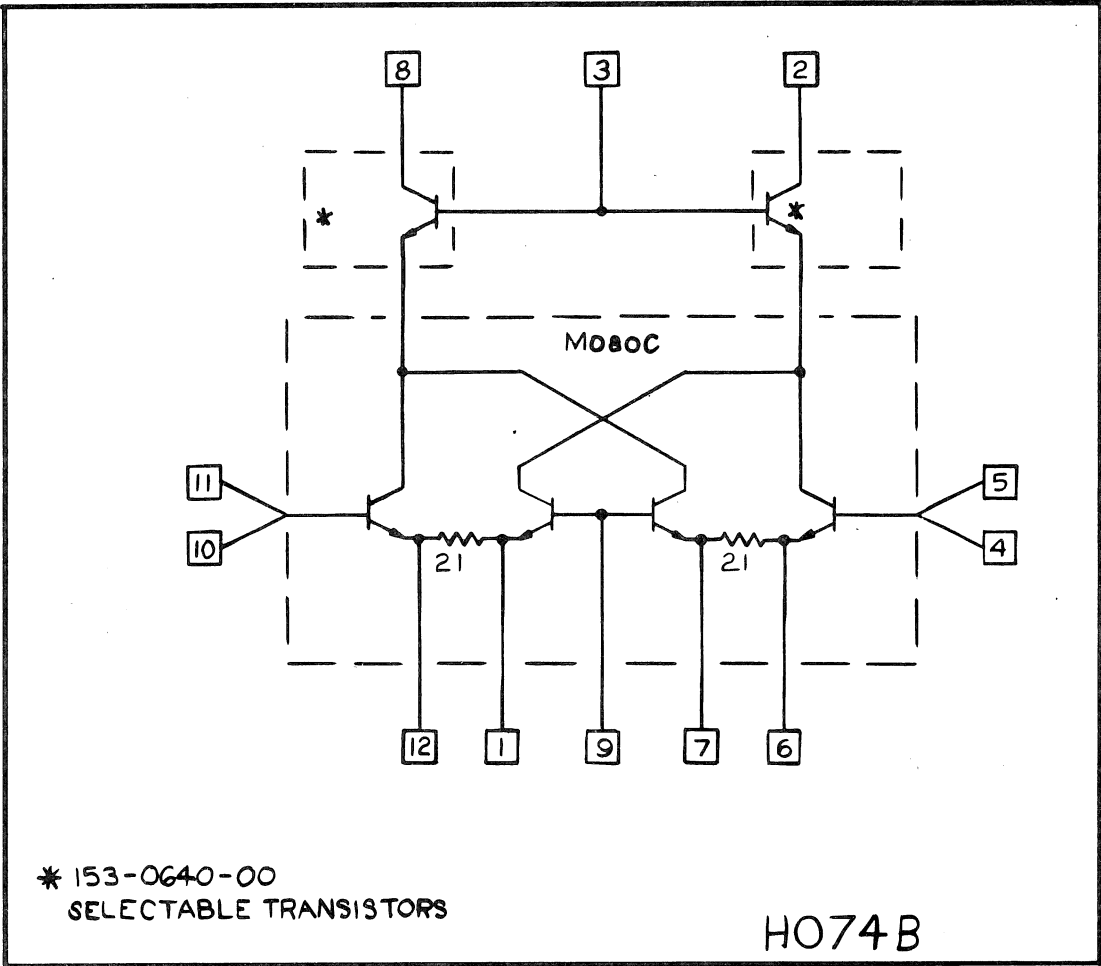 8 3 2
*
*
M080C
11 5
10 4
21 21
12 1 9 7 6
* 153-0640-00
SELECTABLE TRANSISTORS
H074B